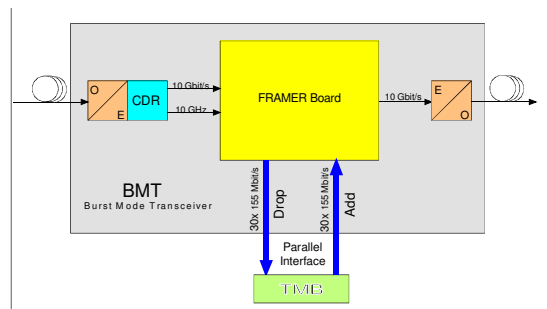 O
E
CDR
10 Gbit/s
10 GHz
FRAMER Board
10 Gbit/s
E
O
BMT
Burst Mode Transceiver
30x 155 Mbit/s
Drop
30x 155 Mbit/s
Add
Parallel
Interface
TMB